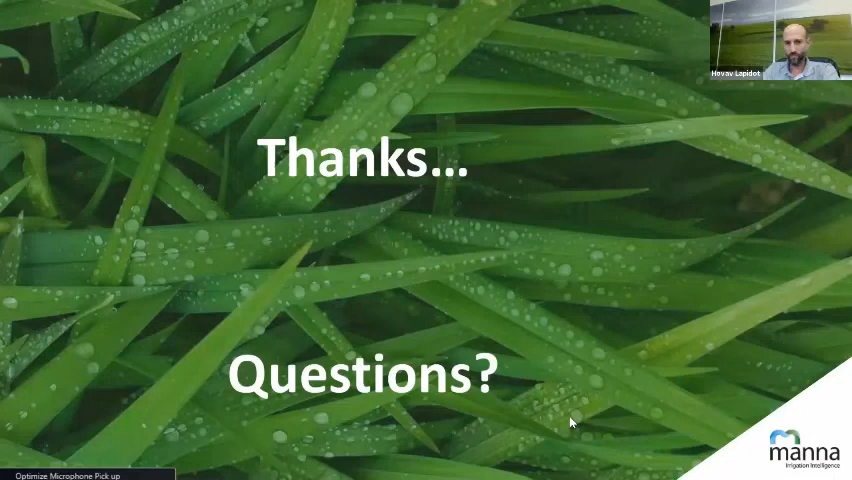 Hovav Lapidot
Thanks...
Questions?
manna
Irrigation Intelligence
Optimize Microphone Pick up